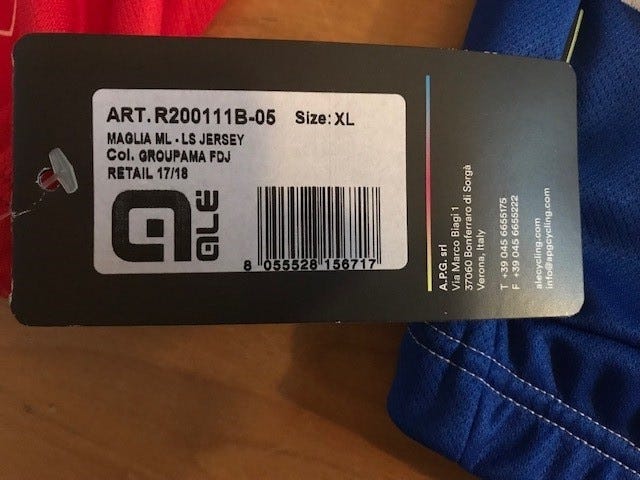 ART.R200111B-05 Size: XL
MAGLIA ML - LS JERSEY
Col. GROUPAMA FDJ
RETAIL 17/18
a
aLÉ
8 055528 156717
A.P.G. srl
Via Marco Biagi 1
37060 Bonferraro di Sorgà
Verona, Italy
T +39 045 6655175
F +39 045 6655222
alecycling.com
info@apgcycling.com